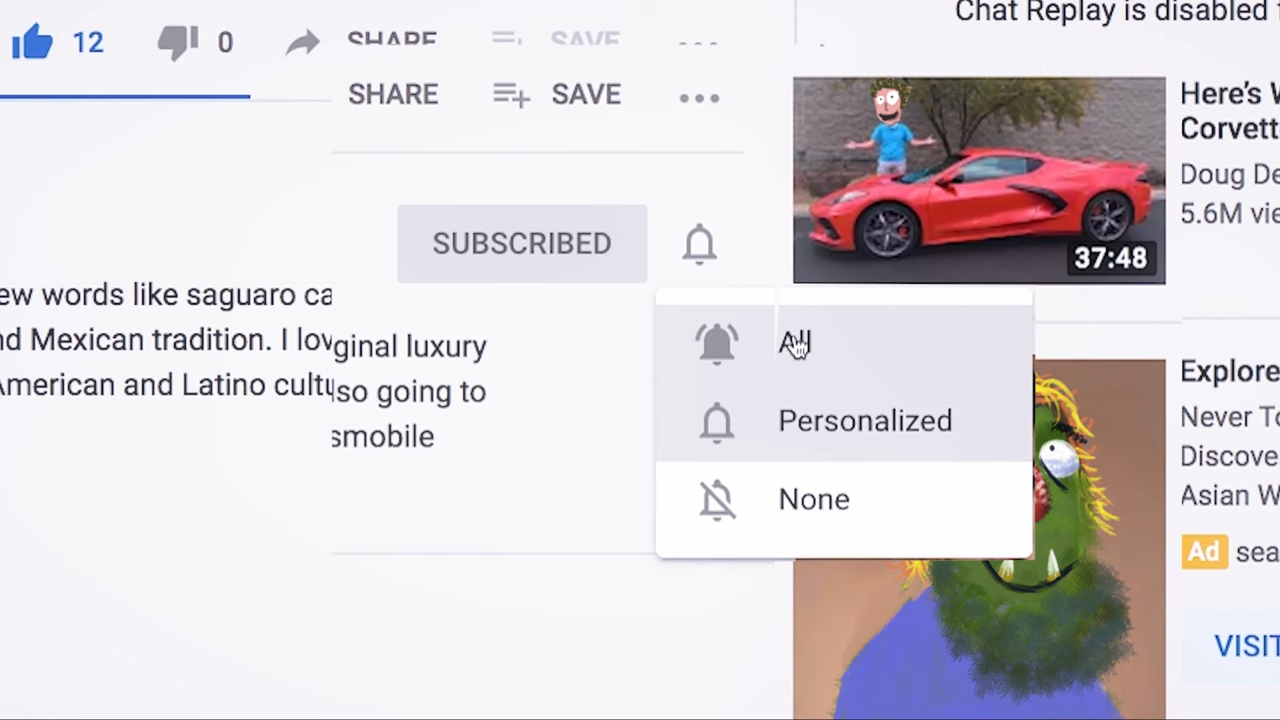 12
0
SHARE
SAVE
SHARE
SAVE
SUBSCRIBED
ew words like saguaro ca
nd Mexican tradition. I lov
American and Latino cultu
ginal luxury
so going to
smobile
All
Personalized
None
Chat Replay is disabled
37:48
Here's W
Corvett
Doug De
5.6M vie
Explore
Never To
Discove
Asian W
Ad sea
VISIT